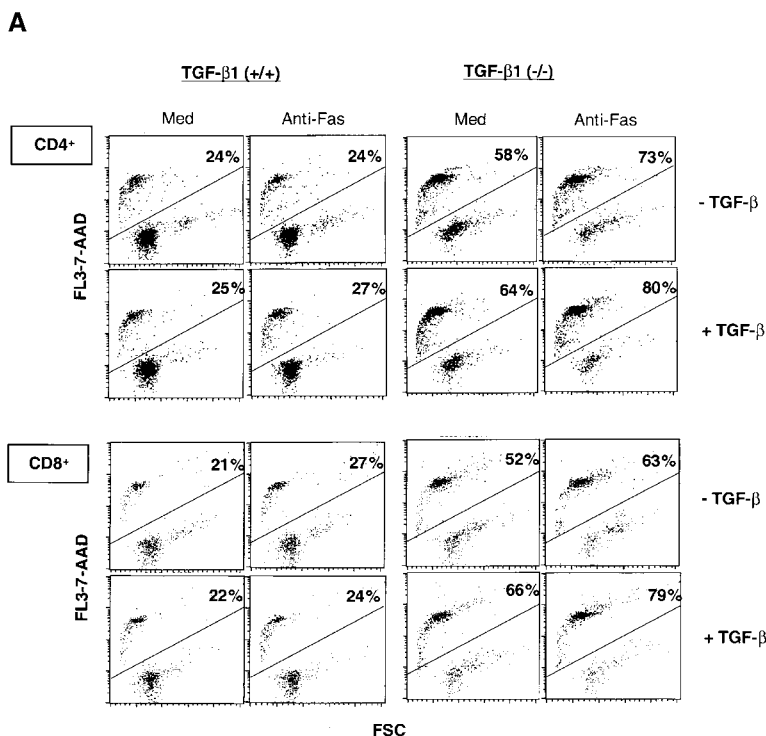 A
TGF-β1 (+/+) TGF-β1 (-/-)
Med Anti-Fas Med Anti-Fas
CD4+
24% 24% 58% 73%
- TGF-β
FL3-7-AAD
25% 27% 64% 80%
+ TGF-β
CD8+
21% 27% 52% 63%
- TGF-β
FL3-7-AAD
22% 24% 66% 79%
+ TGF-β
FSC